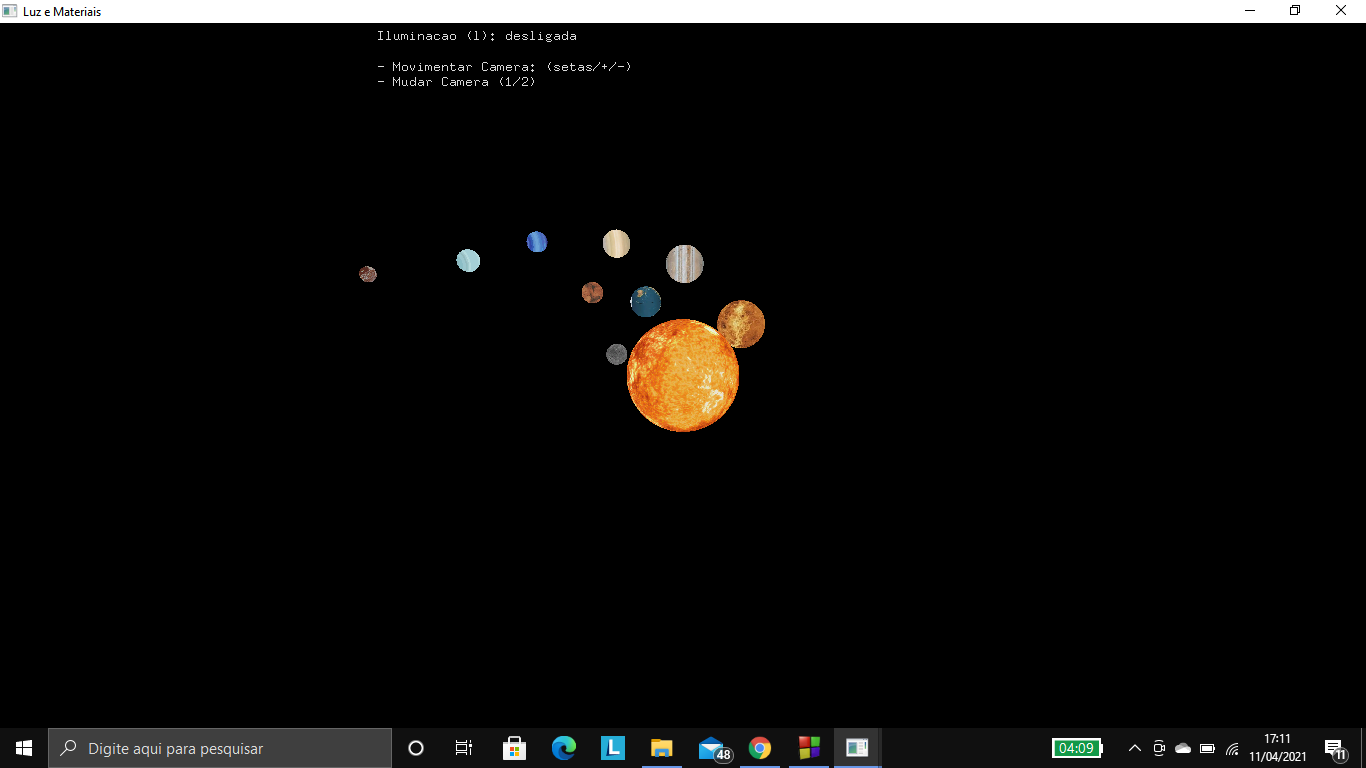 Luz e Materiais
Iluminacao (l): desligada
- Movimentar Camera: (setas/+/-)
- Mudar Camera (1/2)
Digite aqui para pesquisar
L
48
04:09
17:11
11/04/2021
11